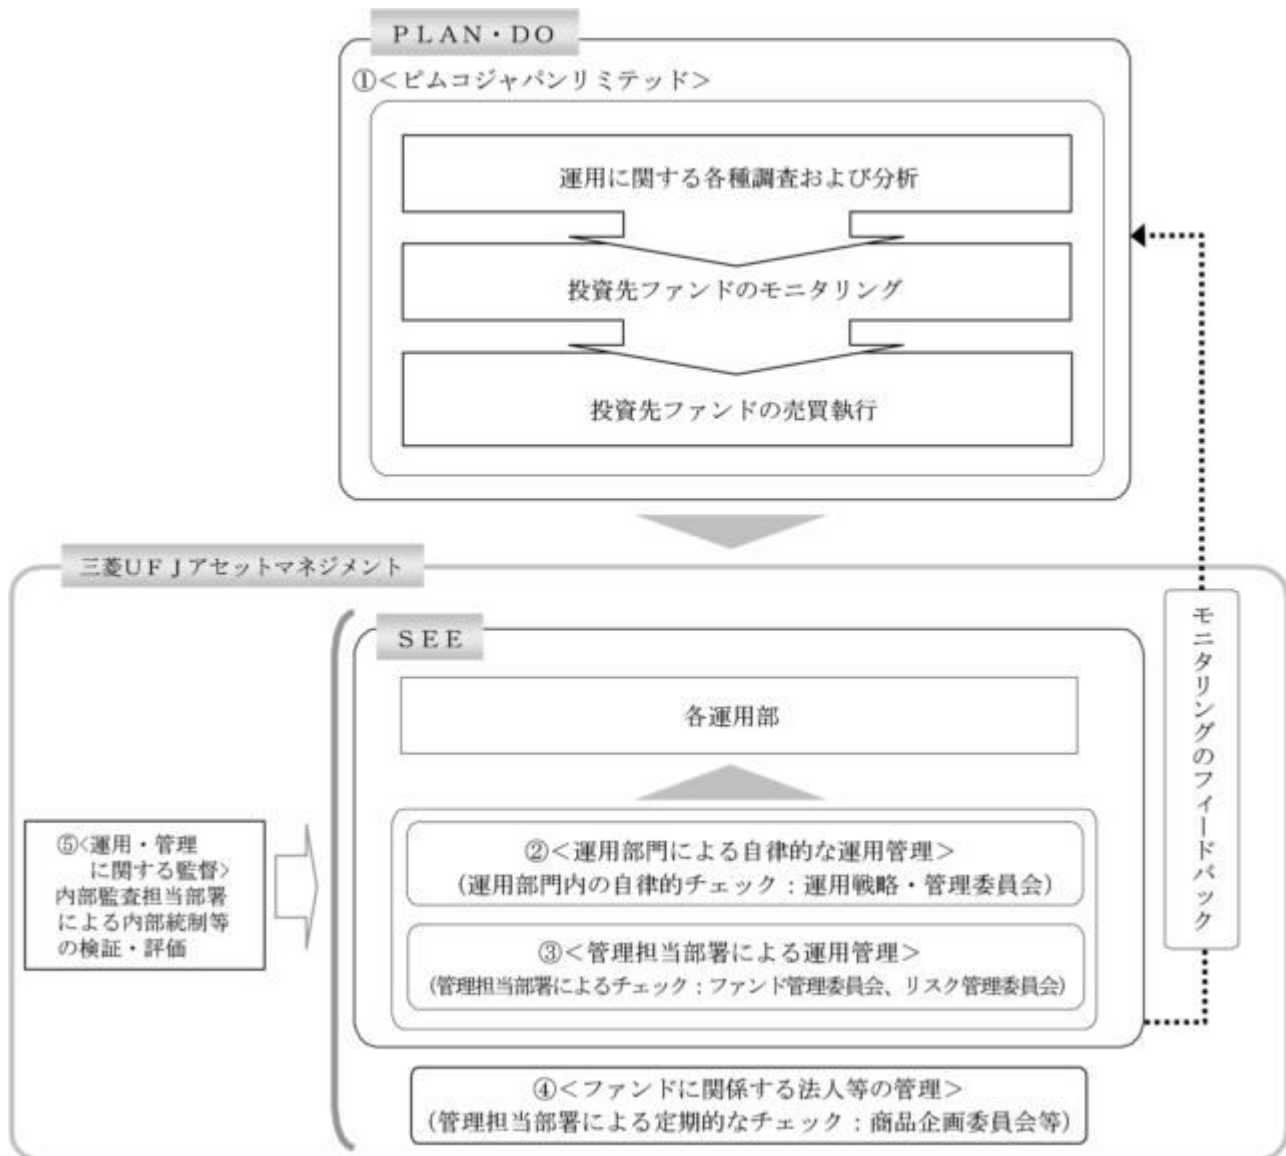 ＰＬＡＮ・ＤＯ
①＜ピムコジャパンリミテッド＞
運用に関する各種調査および分析
投資先ファンドのモニタリング
投資先ファンドの売買執行
三菱ＵＦＪアセットマネジメント
ＳＥＥ
各運用部
②＜運用部門による自律的な運用管理＞
（運用部門内の自律的チェック：運用戦略・管理委員会）
③＜管理担当部署による運用管理＞
（管理担当部署によるチェック：ファンド管理委員会、リスク管理委員会）
④＜ファンドに関係する法人等の管理＞
（管理担当部署による定期的なチェック：商品企画委員会等）
⑤<運用・管理
に関する監督>
内部監査担当部署
による内部統制等
の検証・評価
モニタリングのフィードバック